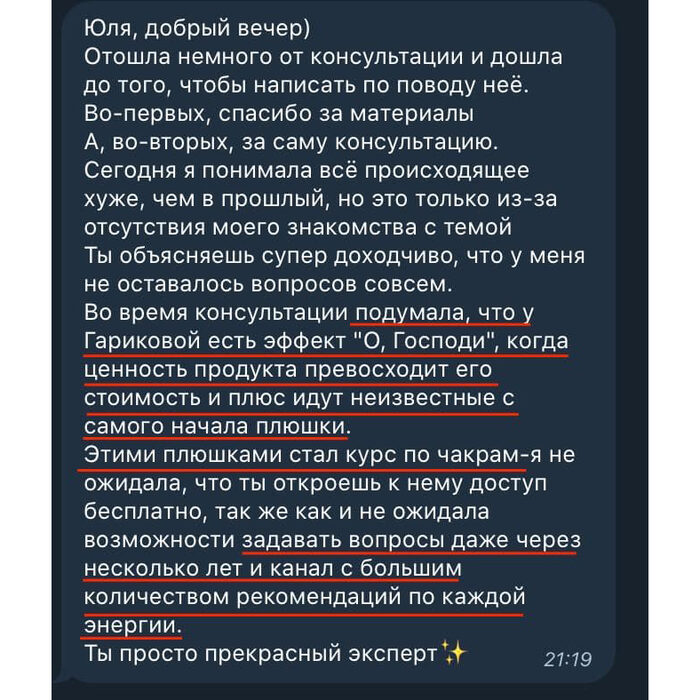 Юля, добрый вечер)
Отошла немного от консультации и дошла
до того, чтобы написать по поводу неё.
Во-первых, спасибо за материалы
А, во-вторых, за саму консультацию.
Сегодня я понимала всё происходящее
хуже, чем в прошлый, но это только из-за
отсутствия моего знакомства с темой
Ты объясняешь супер доходчиво, что у меня
не оставалось вопросов совсем.
Во время консультации подумала, что у
Гариковой есть эффект "О, Господи", когда
ценность продукта превосходит его
стоимость и плюс идут неизвестные с
самого начала плюшки.
Этими плюшками стал курс по чакрам-я не
ожидала, что ты откроешь к нему доступ
бесплатно, так же как и не ожидала
возможности задавать вопросы даже через
несколько лет и канал с большим
количеством рекомендаций по каждой
энергии.
Ты просто прекрасный эксперт✨
21:19